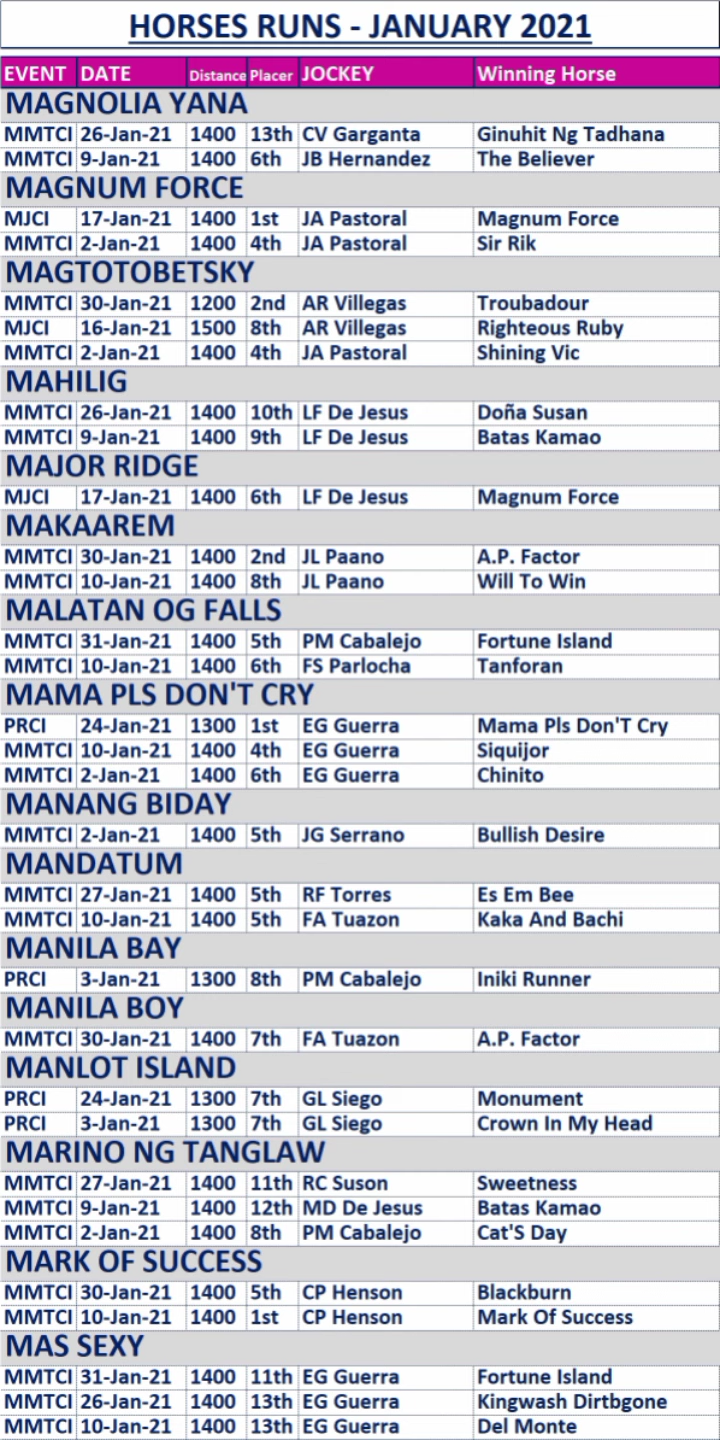 HORSES RUNS - JANUARY 2021
EVENT DATE Distance Placer JOCKEY Winning Horse
MAGNOLIA YANA
MMTCI 26-Jan-21 1400 13th CV Garganta Ginuhit Ng Tadhana
MMTCI 9-Jan-21 1400 6th JB Hernandez The Believer
MAGNUM FORCE
MJCI 17-Jan-21 1400 1st JA Pastoral Magnum Force
MMTCI 2-Jan-21 1400 4th JA Pastoral Sir Rik
MAGTOTOBETSKY
MMTCI 30-Jan-21 1200 2nd AR Villegas Troubadour
MJCI 16-Jan-21 1500 8th AR Villegas Righteous Ruby
MMTCI 2-Jan-21 1400 4th JA Pastoral Shining Vic
MAHILIG
MMTCI 26-Jan-21 1400 10th LF De Jesus Doña Susan
MMTCI 9-Jan-21 1400 9th LF De Jesus Batas Kamao
MAJOR RIDGE
MJCI 17-Jan-21 1400 6th LF De Jesus Magnum Force
MAKAAREM
MMTCI 30-Jan-21 1400 2nd JL Paano A.P. Factor
MMTCI 10-Jan-21 1400 8th JL Paano Will To Win
MALATAN OG FALLS
MMTCI 31-Jan-21 1400 5th PM Cabalejo Fortune Island
MMTCI 10-Jan-21 1400 6th FS Parlocha Tanforan
MAMA PLS DON'T CRY
PRCI 24-Jan-21 1300 1st EG Guerra Mama Pls Don'T Cry
MMTCI 10-Jan-21 1400 4th EG Guerra Siquijor
MMTCI 2-Jan-21 1400 6th EG Guerra Chinito
MANANG BIDAY
MMTCI 2-Jan-21 1400 5th JG Serrano Bullish Desire
MANDATUM
MMTCI 27-Jan-21 1400 5th RF Torres Es Em Bee
MMTCI 10-Jan-21 1400 5th FA Tuazon Kaka And Bachi
MANILA BAY
PRCI 3-Jan-21 1300 8th PM Cabalejo Iniki Runner
MANILA BOY
MMTCI 30-Jan-21 1400 7th FA Tuazon A.P. Factor
MANLOT ISLAND
PRCI 24-Jan-21 1300 7th GL Siego Monument
PRCI 3-Jan-21 1300 7th GL Siego Crown In My Head
MARINO NG TANGLAW
MMTCI 27-Jan-21 1400 11th RC Suson Sweetness
MMTCI 9-Jan-21 1400 12th MD De Jesus Batas Kamao
MMTCI 2-Jan-21 1400 8th PM Cabalejo Cat'S Day
MARK OF SUCCESS
MMTCI 30-Jan-21 1400 5th CP Henson Blackburn
MMTCI 10-Jan-21 1400 1st CP Henson Mark Of Success
MAS SEXY
MMTCI 31-Jan-21 1400 11th EG Guerra Fortune Island
MMTCI 26-Jan-21 1400 13th EG Guerra Kingwash Dirtbgone
MMTCI 10-Jan-21 1400 13th EG Guerra Del Monte